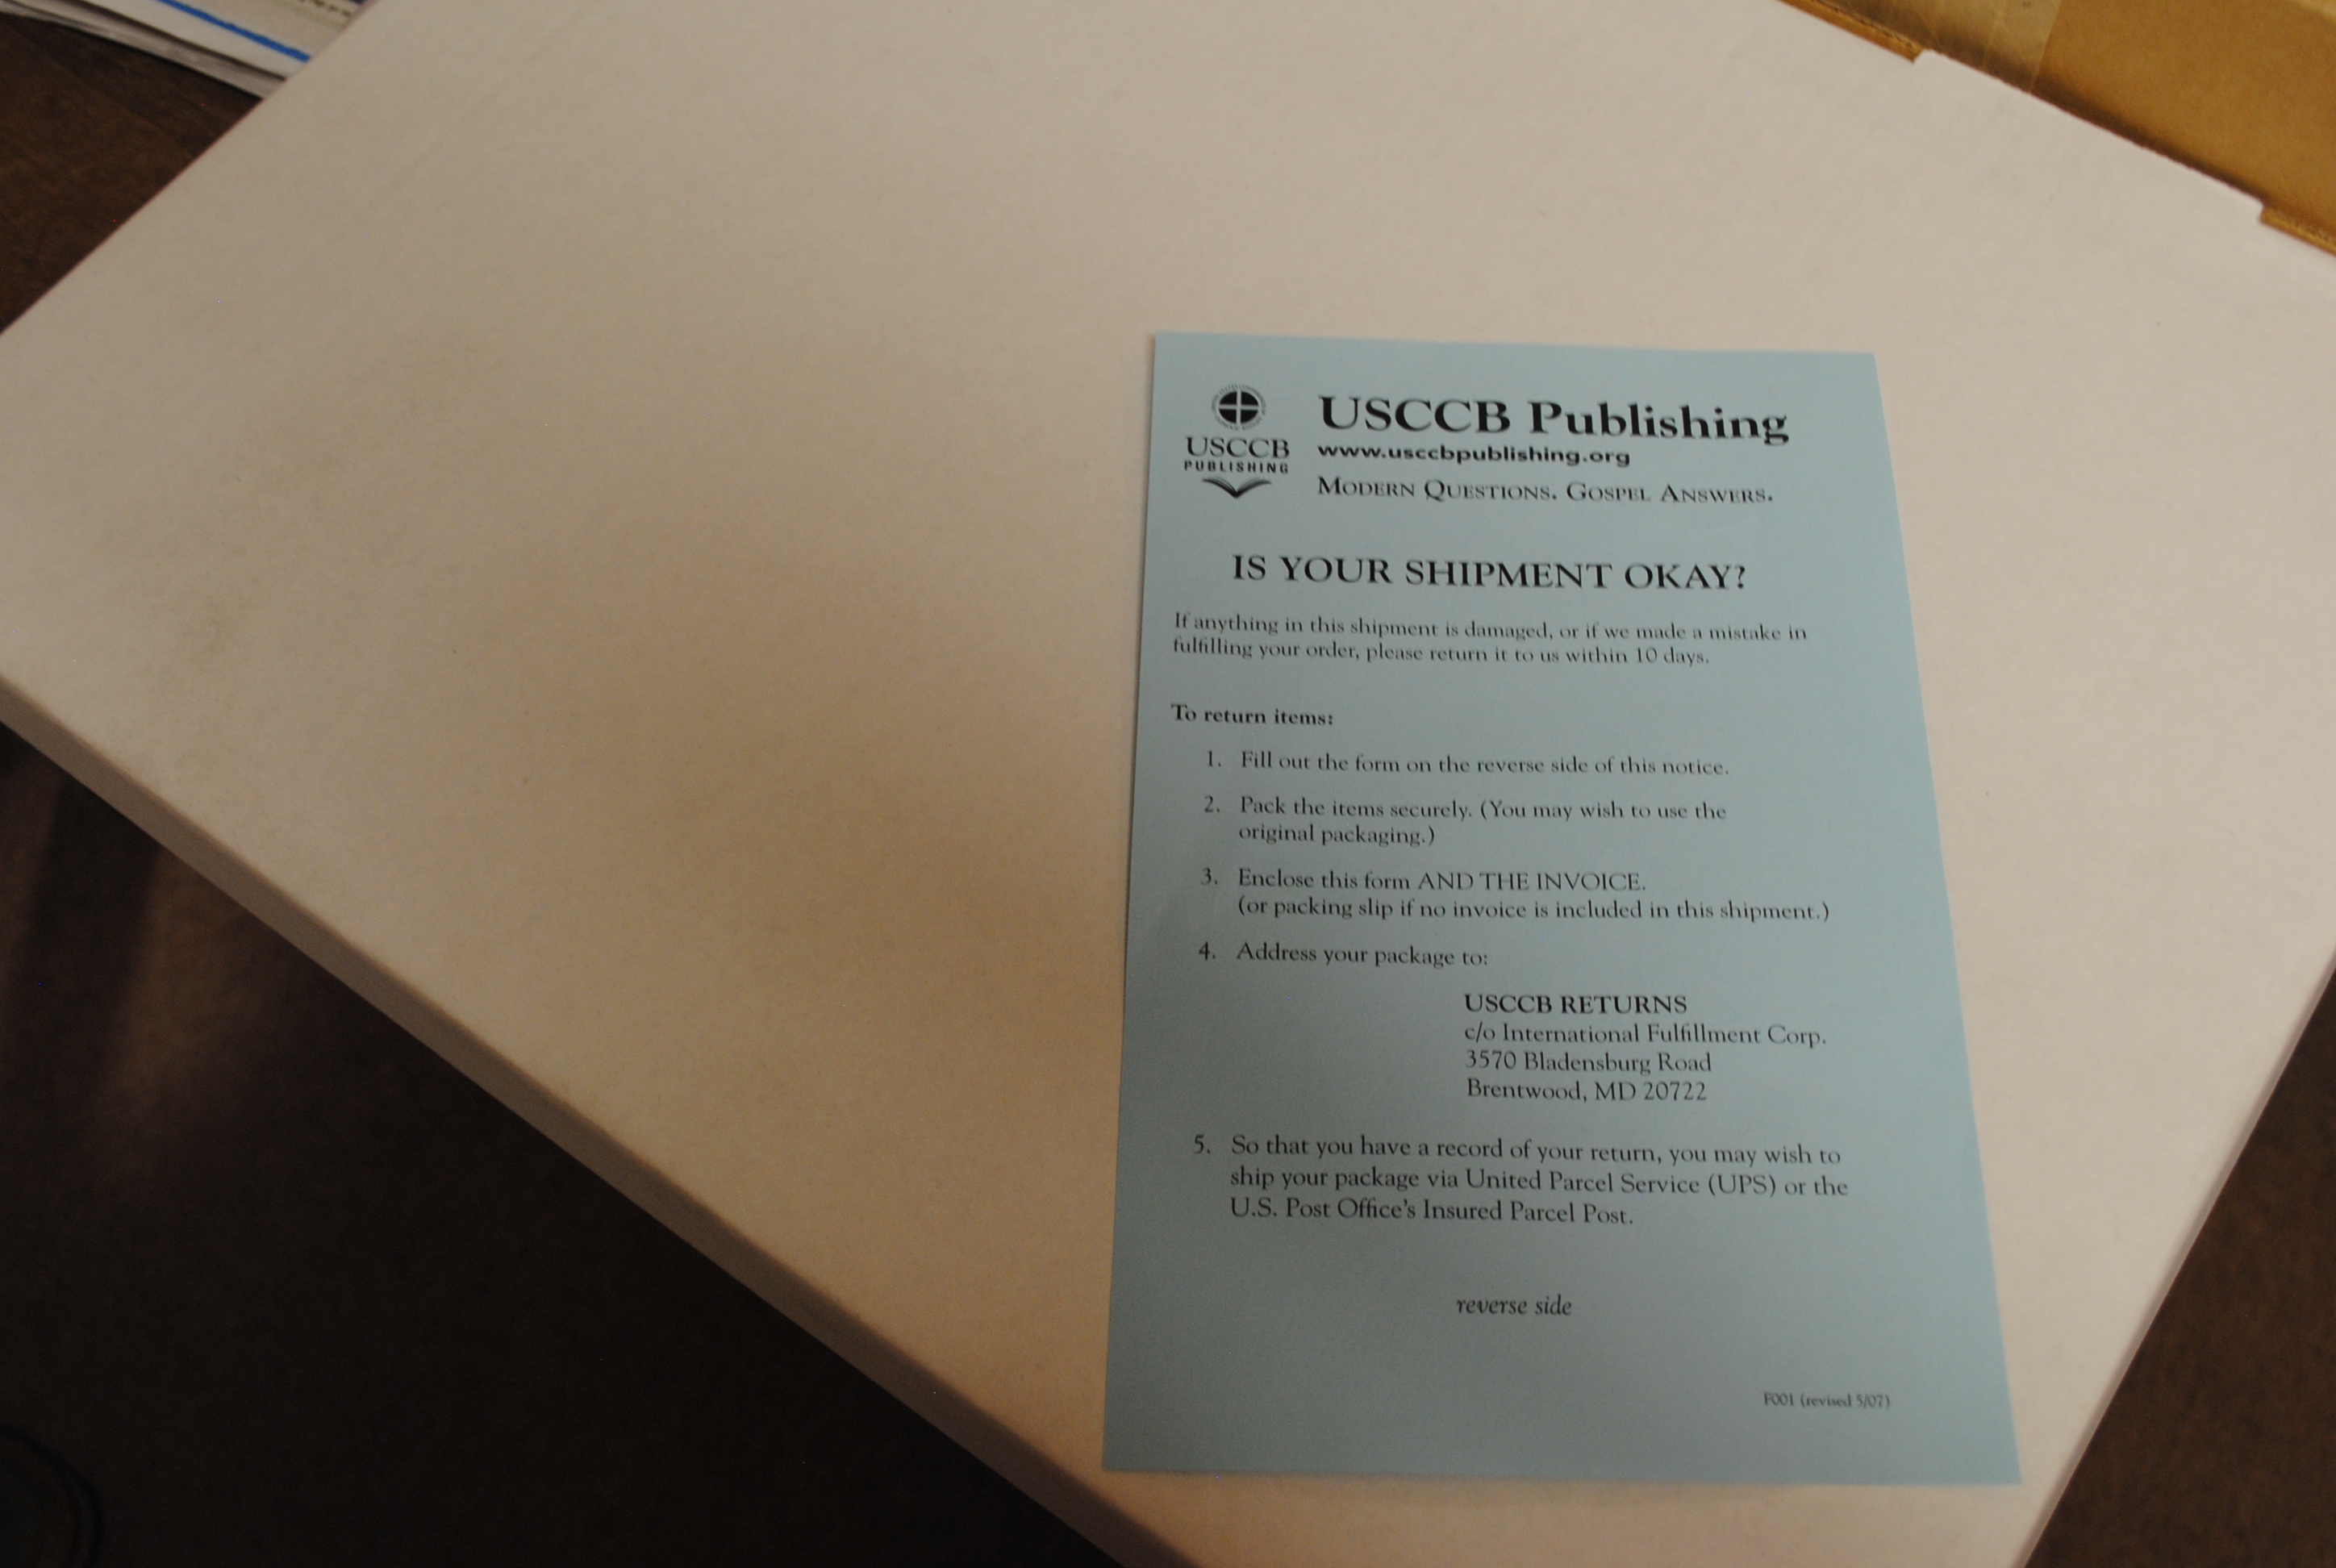 USCCB
PUBLISHING
USCCB Publishing
www.usccbpublishing.org
MODERN QUESTIONS. GOSPEL ANSWERS.
IS YOUR SHIPMENT OKAY?
If anything in this shipment is damaged, or if we made a mistake in
fulfilling your order, please return it to us within 10 days.
To return items:
1. Fill out the form on the reverse side of this notice.
2. Pack the items securely. (You may wish to use the
original packaging.)
3. Enclose this form AND THE INVOICE.
(or packing slip if no invoice is included in this shipment.)
4. Address your package to:
USCCB RETURNS
c/o International Fulfillment Corp.
3570 Bladensburg Road
Brentwood, MD 20722
5. So that you have a record of your return, you may wish to
ship your package via United Parcel Service (UPS) or the
U.S. Post Office's Insured Parcel Post.
reverse side
F001 (revised 5/07)